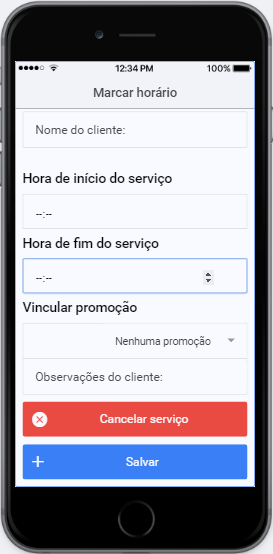 12:34 PM 100%
Marcar horário
Nome do cliente:
Hora de início do serviço
--:--
Hora de fim do serviço
--:--
Vincular promoção
Nenhuma promoção
Observações do cliente:
Cancelar serviço
Salvar